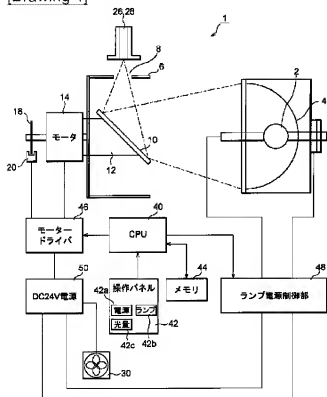 [Drawing 1]
26,28
1
8
6
14
2
4
18
モータ
10
20
12
46
40
モーター
ドライバ
CPU
50
操作パネル
44
48
42a
DC24V電源
電源
ランプ
42
メモリ
ランプ電源制御部
光量
42b
42c
30